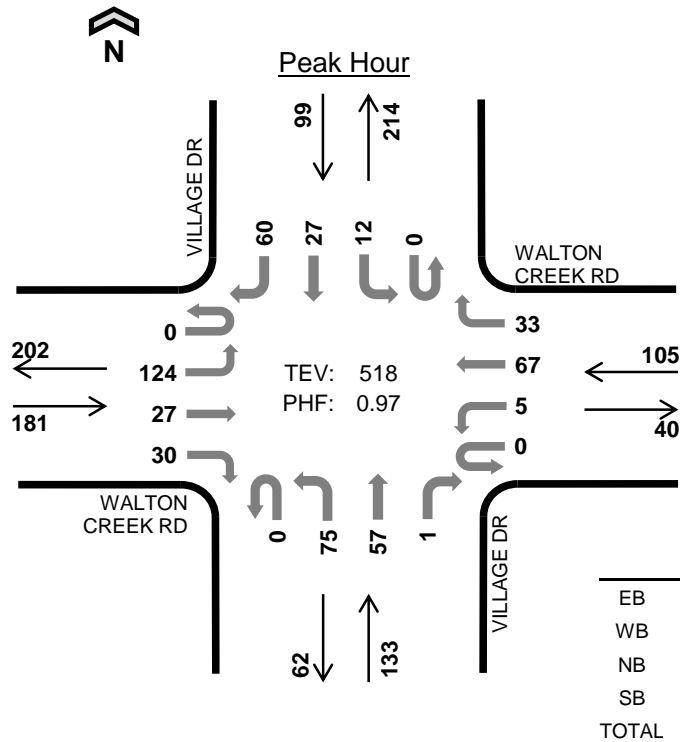 N
Peak Hour
99
214
VILLAGE DR
60
27
12
0
WALTON
CREEK RD
0
33
202
124
TEV: 518
67
105
181
27
PHF: 0.97
5
40
30
0
WALTON
CREEK RD
0
75
57
1
VILLAGE DR
62
133
EB
WB
NB
SB
TOTAL